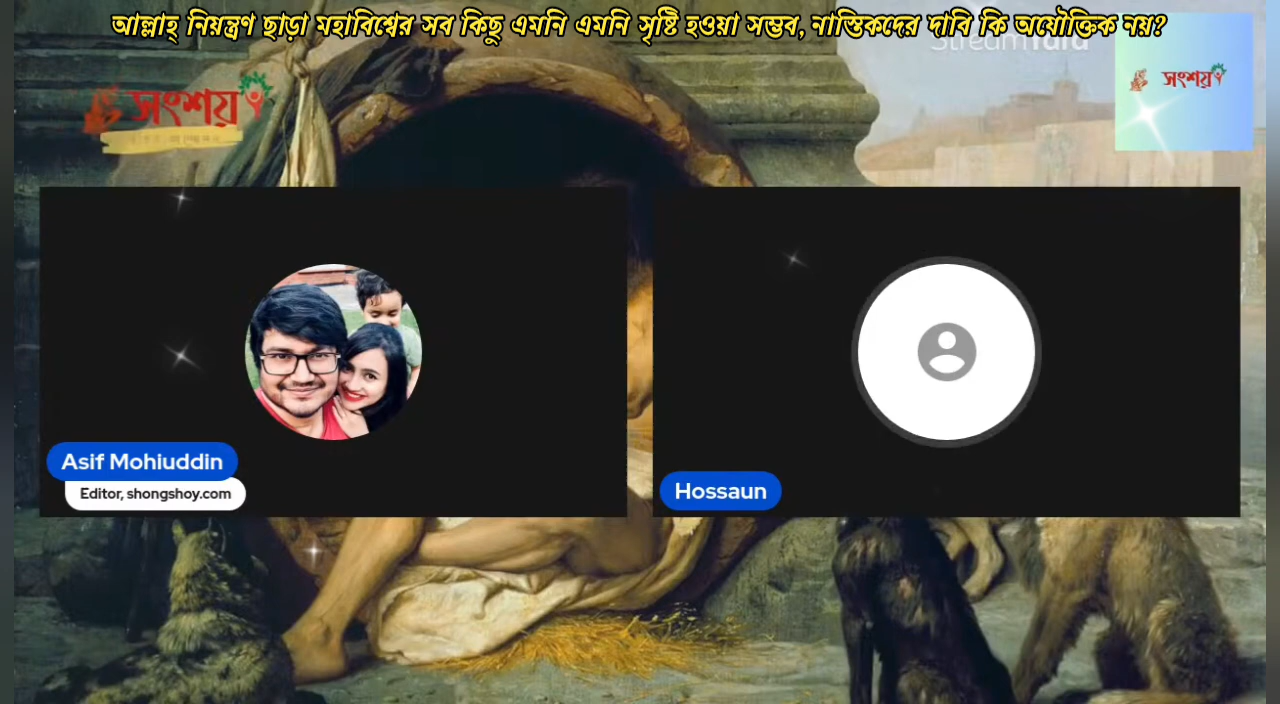 আল্লাহ্ নিয়ন্ত্রণ ছাড়া মহাবিশ্বের সব কিছু এমনি এমনি সৃষ্টি হওয়া সম্ভব, নাস্তিকদের দাবি কি অযৌক্তিক নয়?
StreamYard
সংশয়
সংশয়
Asif Mohiuddin
Editor, shongshoy.com
Hossaun